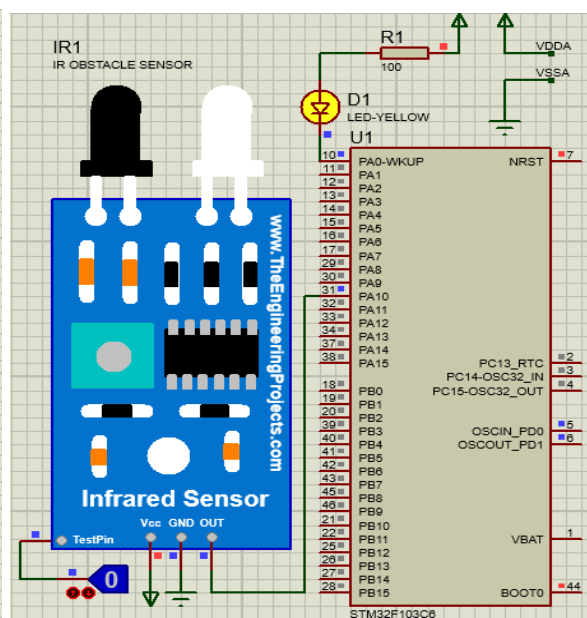 IR1
IR OBSTACLE SENSOR
R1
100
VDDA
VSSA
D1
LED-YELLOW
U1
10 PA0-WKUP NRST 7
11 PA1
12 PA2
13 PA3
14 PA4
15 PA5
16 PA6
17 PA7
29 PA8
30 PA9
31 PA10
32 PA11
33 PA12
34 PA13
37 PA14
38 PA15
PC13_RTC 2
PC14-OSC32_IN 3
PC15-OSC32_OUT 4
18 PB0
19 PB1
20 PB2
39 PB3
40 PB4
41 PB5
42 PB6
43 PB7
45 PB8
46 PB9
21 PB10
22 PB11
25 PB12
26 PB13
27 PB14
28 PB15
OSCIN_PD0 5
OSCOUT_PD1 6
VBAT 1
BOOT0 44
STM32F103C6
www.TheEngineeringProjects.com
Infrared Sensor
Vcc GND OUT
TestPin
0